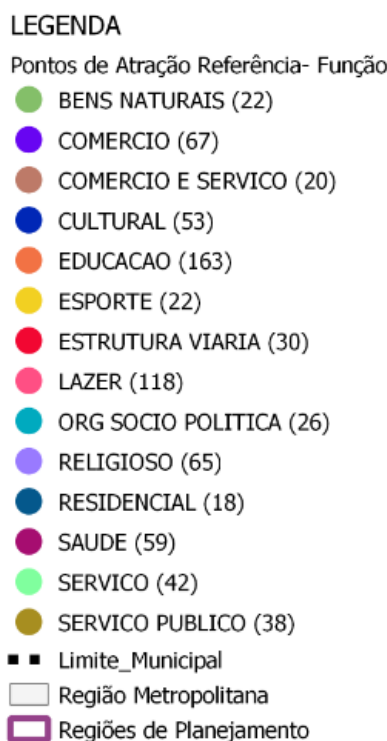 LEGENDA
Pontos de Atração Referência- Função
BENS NATURAIS (22)
COMERCIO (67)
COMERCIO E SERVICO (20)
CULTURAL (53)
EDUCACAO (163)
ESPORTE (22)
ESTRUTURA VIARIA (30)
LAZER (118)
ORG SOCIO POLITICA (26)
RELIGIOSO (65)
RESIDENCIAL (18)
SAUDE (59)
SERVICO (42)
SERVICO PUBLICO (38)
Limite_Municipal
Região Metropolitana
Regiões de Planejamento